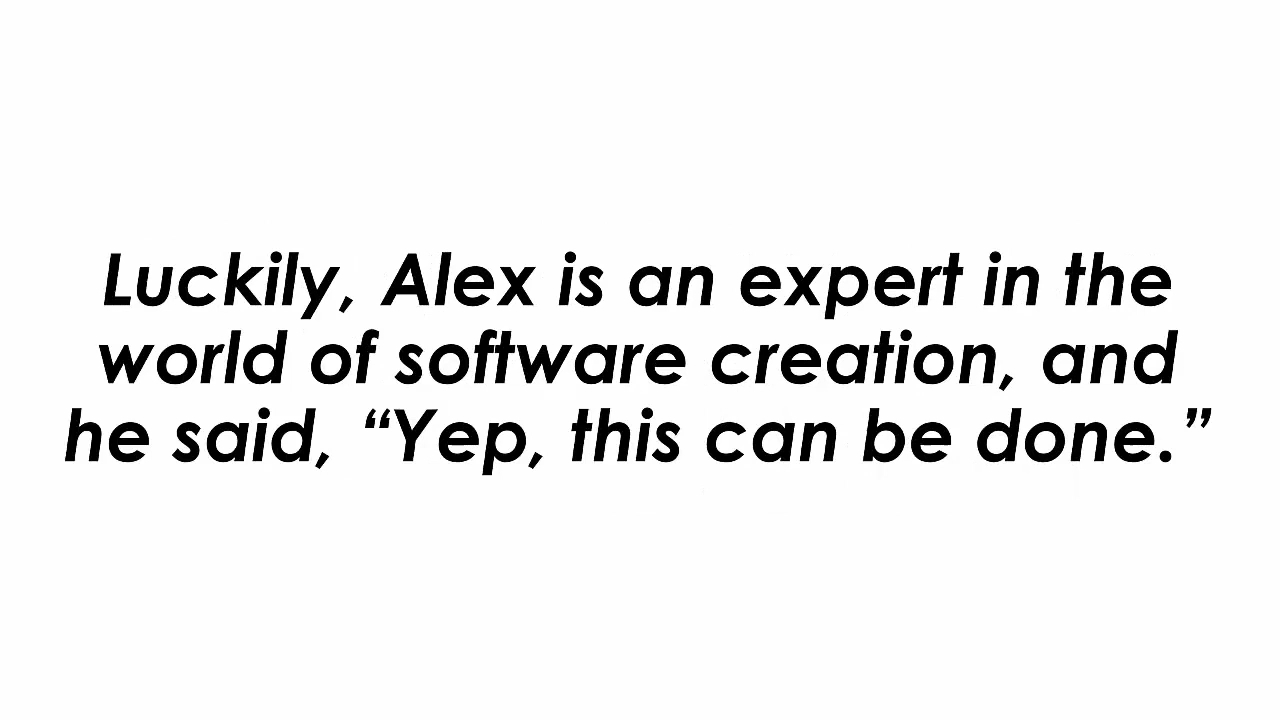 Luckily, Alex is an expert in the
world of software creation, and
he said, “Yep, this can be done.”